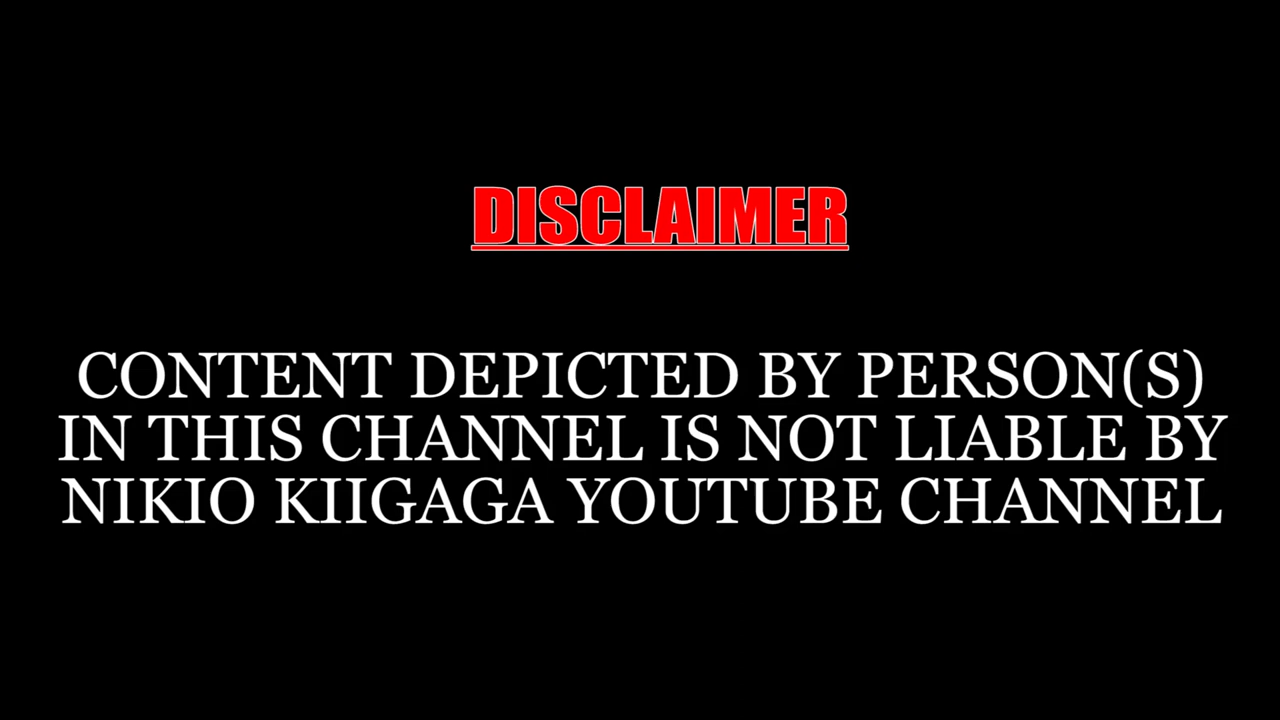 DISCLAIMER
CONTENT DEPICTED BY PERSON(S)
IN THIS CHANNEL IS NOT LIABLE BY
NIKIO KIIGAGA YOUTUBE CHANNEL